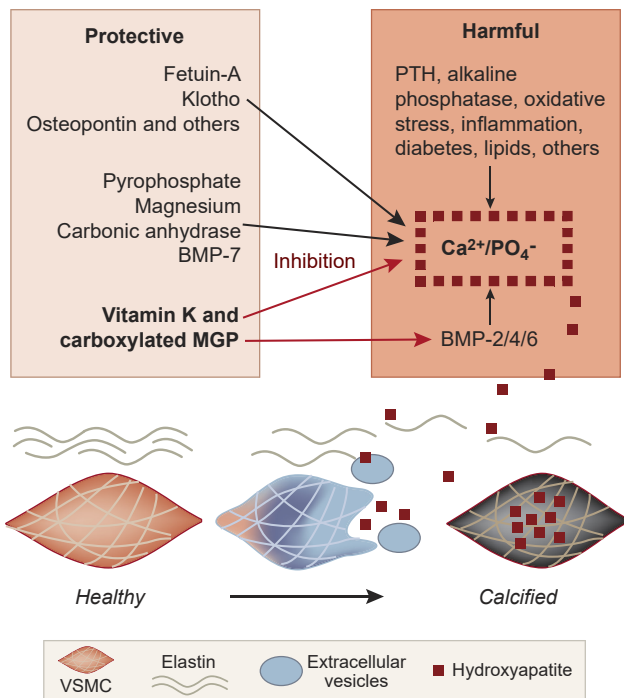 Protective
Fetuin-A
Klotho
Osteopontin and others
Pyrophosphate
Magnesium
Carbonic anhydrase
BMP-7
Vitamin K and
carboxylated MGP
Inhibition
Harmful
PTH, alkaline
phosphatase, oxidative
stress, inflammation,
diabetes, lipids, others
Ca²⁺/PO₄⁻
BMP-2/4/6
Healthy
Calcified
VSMC
Elastin
Extracellular
vesicles
Hydroxyapatite